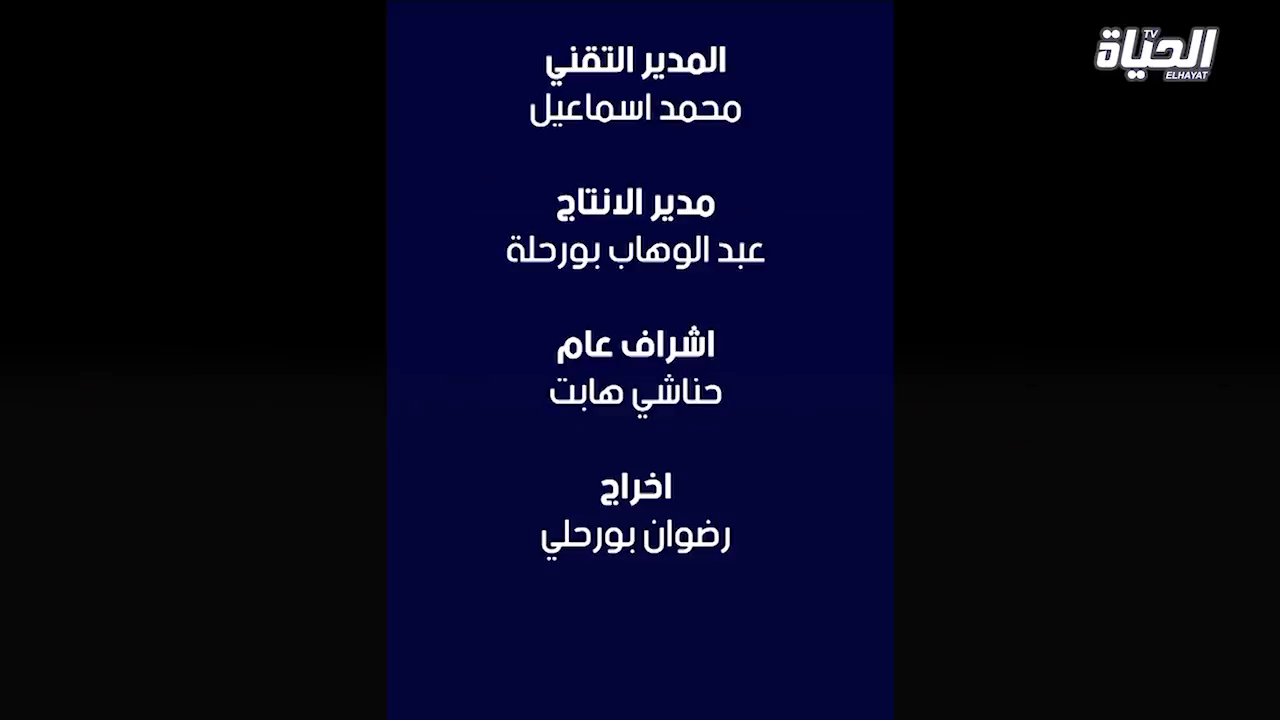 الحياة
TV
ELHAYAT
المدير التقني
محمد اسماعيل
مدير الانتاج
عبد الوهاب بورحلة
اشراف عام
حناشي هابت
اخراج
رضوان بورحلي